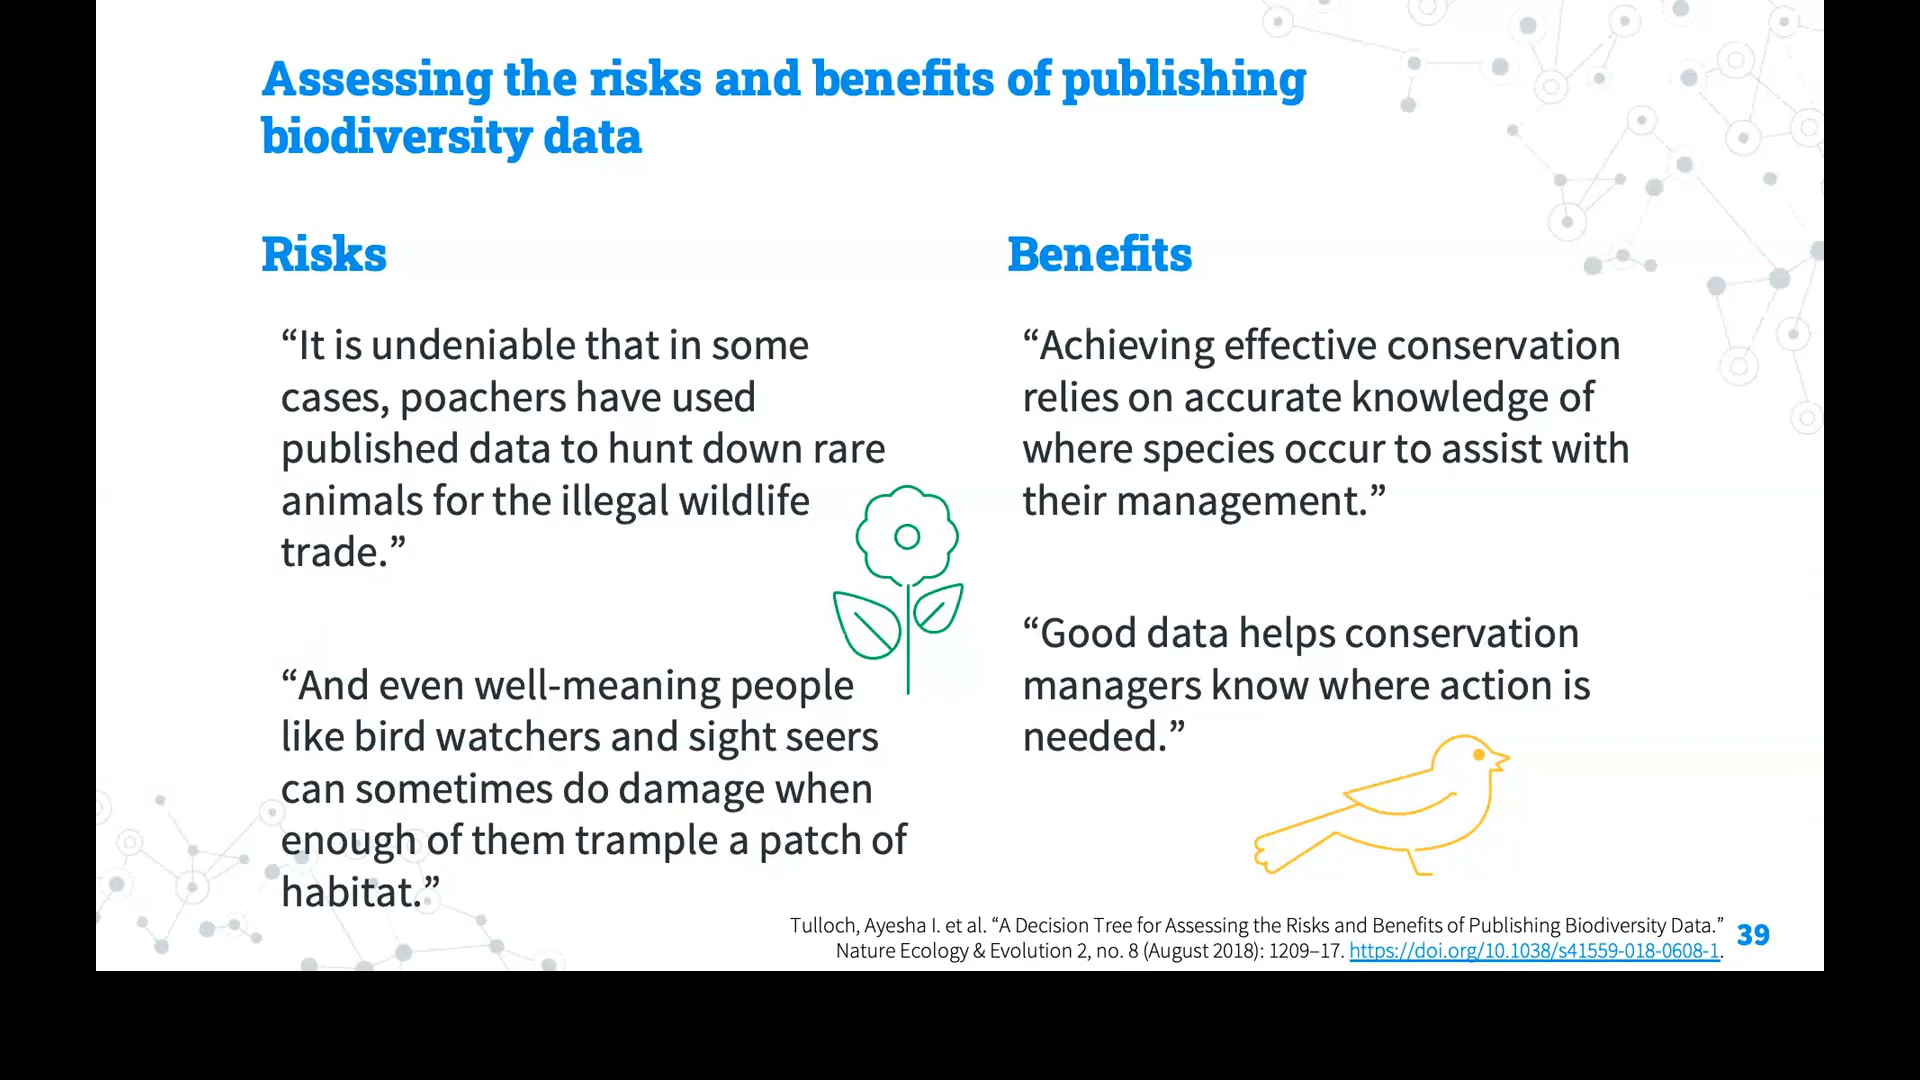 Assessing the risks and benefits of publishing
biodiversity data
Risks
“It is undeniable that in some
cases, poachers have used
published data to hunt down rare
animals for the illegal wildlife
trade.”
“And even well-meaning people
like bird watchers and sight seers
can sometimes do damage when
enough of them trample a patch of
habitat.”
Benefits
“Achieving effective conservation
relies on accurate knowledge of
where species occur to assist with
their management.”
“Good data helps conservation
managers know where action is
needed.”
Tulloch, Ayesha I. et al. “A Decision Tree for Assessing the Risks and Benefits of Publishing Biodiversity Data.”
Nature Ecology & Evolution 2, no. 8 (August 2018): 1209–17. https://doi.org/10.1038/s41559-018-0608-1.
39